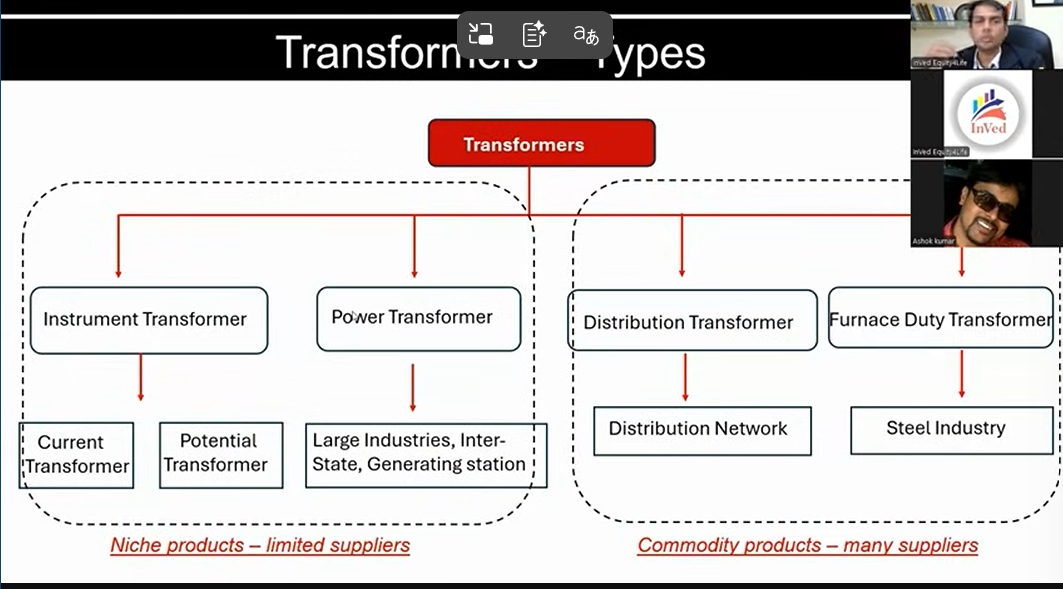 Transformers Types
InVed Equity4Life
InVed
InVed Equity4Life
Ashok kumar
Transformers
Instrument Transformer
Power Transformer
Distribution Transformer
Furnace Duty Transformer
Current
Transformer
Potential
Transformer
Large Industries, Inter-
State, Generating station
Distribution Network
Steel Industry
Niche products – limited suppliers
Commodity products – many suppliers